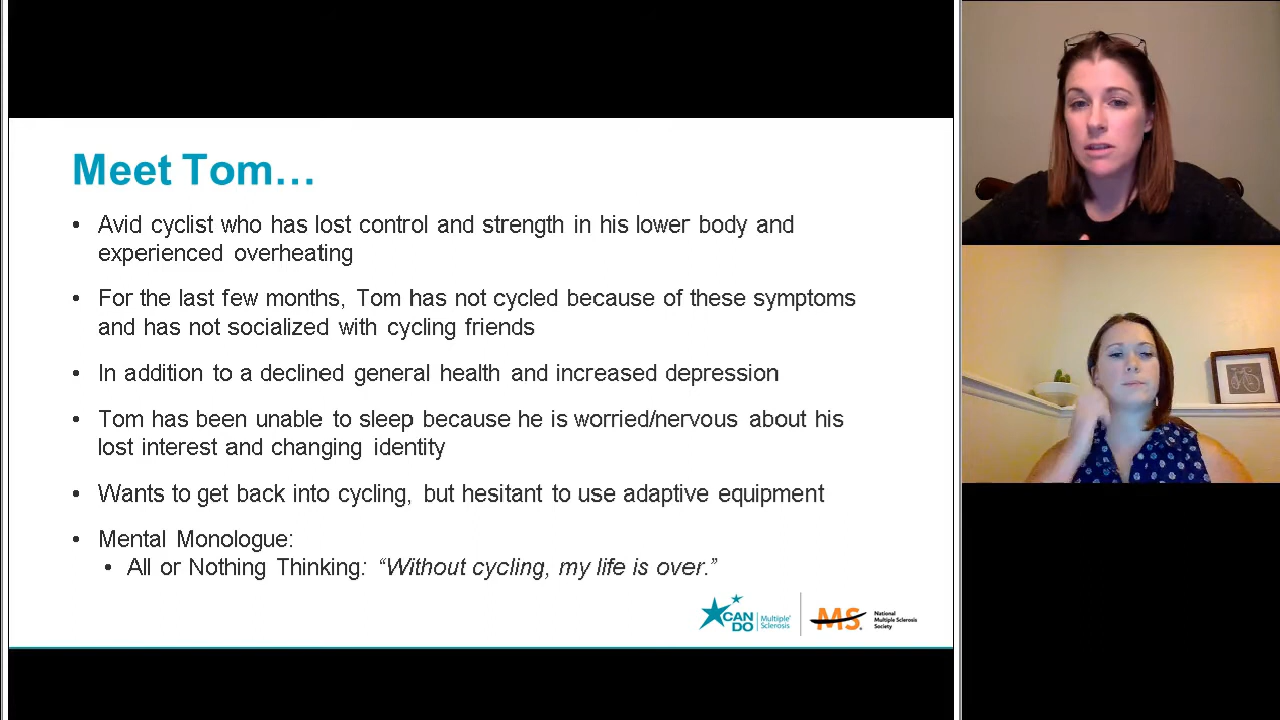 Meet Tom…
• Avid cyclist who has lost control and strength in his lower body and
experienced overheating
• For the last few months, Tom has not cycled because of these symptoms
and has not socialized with cycling friends
• In addition to a declined general health and increased depression
• Tom has been unable to sleep because he is worried/nervous about his
lost interest and changing identity
• Wants to get back into cycling, but hesitant to use adaptive equipment
• Mental Monologue:
• All or Nothing Thinking: “Without cycling, my life is over.”
CAN DO Multiple Sclerosis
MS National Multiple Sclerosis Society